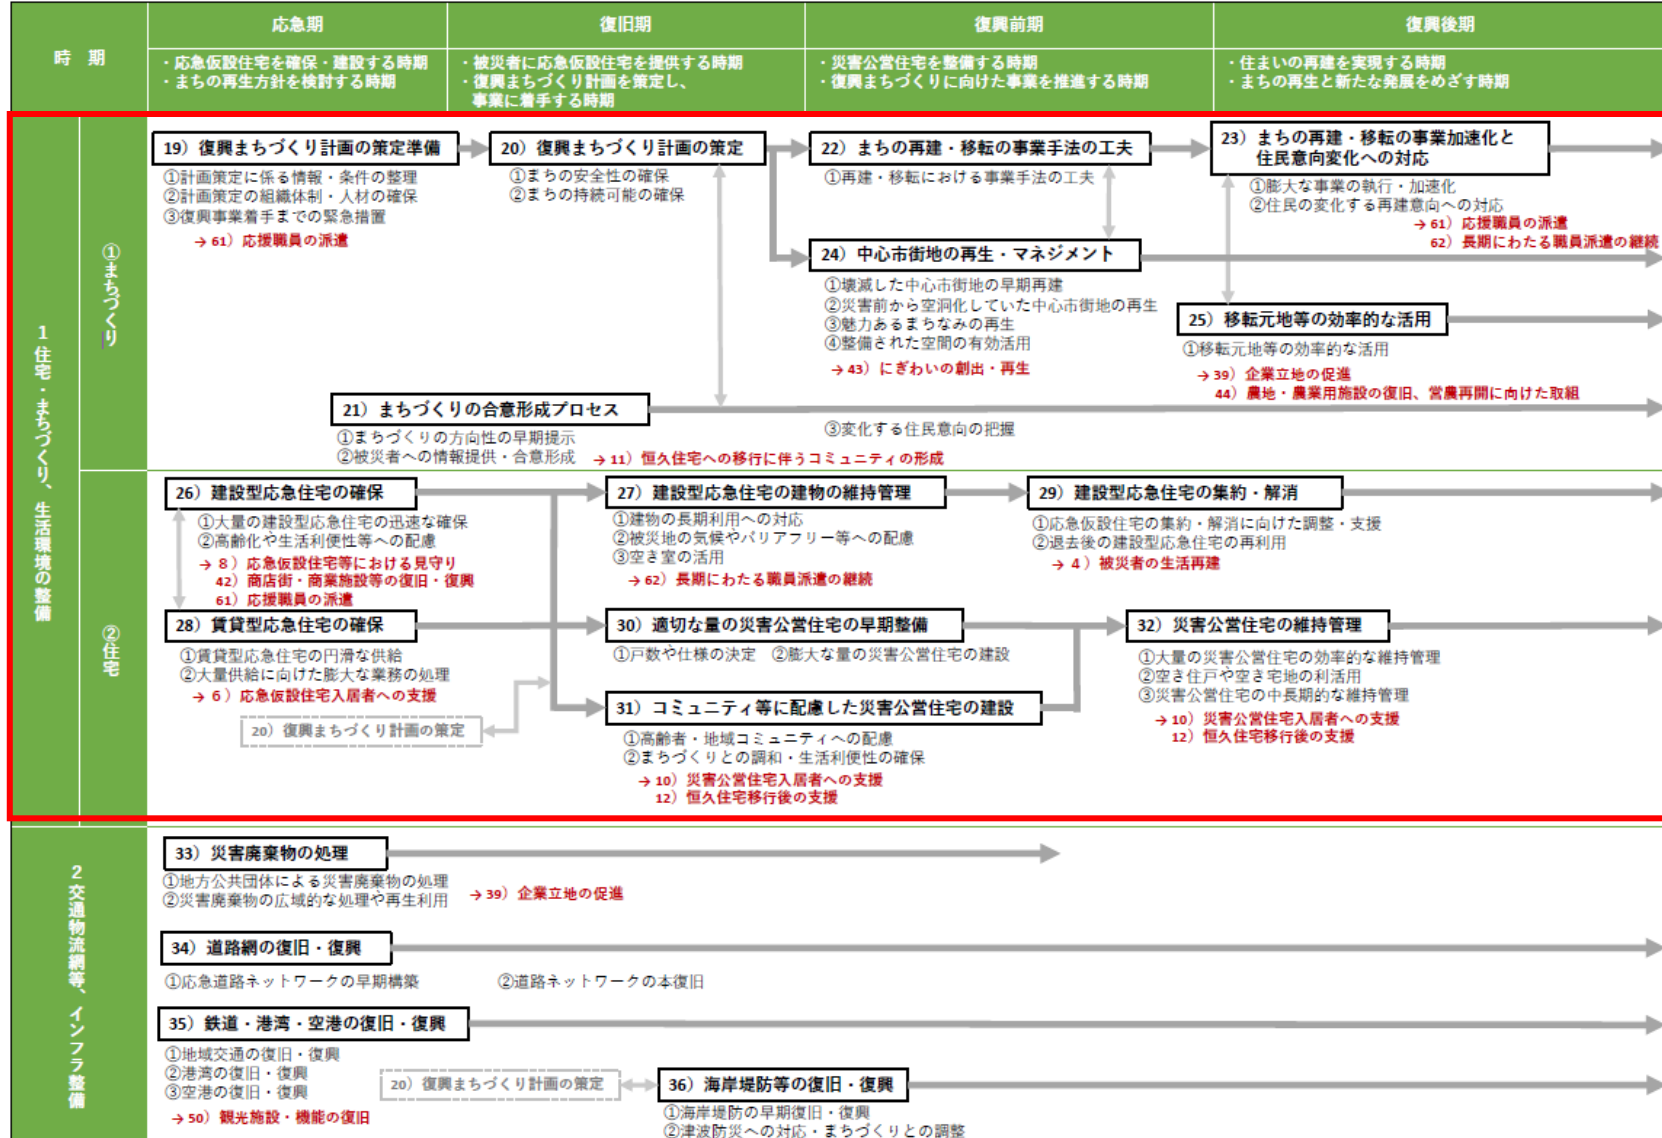 時　期
応急期
復旧期
復興前期
復興後期
・応急仮設住宅を確保・建設する時期
・まちの再生方針を検討する時期
・被災者に応急仮設住宅を提供する時期
・復興まちづくり計画を策定し、
事業に着手する時期
・災害公営住宅を整備する時期
・復興まちづくりに向けた事業を推進する時期
・住まいの再建を実現する時期
・まちの再生と新たな発展をめざす時期
1 住宅・まちづくり、生活環境の整備
①まちづくり
19）復興まちづくり計画の策定準備
①計画策定に係る情報・条件の整理
②計画策定の組織体制・人材の確保
③復興事業着手までの緊急措置
→ 61）応援職員の派遣
20）復興まちづくり計画の策定
①まちの安全性の確保
②まちの持続可能の確保
22）まちの再建・移転の事業手法の工夫
①再建・移転における事業手法の工夫
23）まちの再建・移転の事業加速化と
住民意向変化への対応
①膨大な事業の執行・加速化
②住民の変化する再建意向への対応
→ 61）応援職員の派遣
62）長期にわたる職員派遣の継続
24）中心市街地の再生・マネジメント
①壊滅した中心市街地の早期再建
②災害前から空洞化していた中心市街地の再生
③魅力あるまちなみの再生
④整備された空間の有効活用
→ 43）にぎわいの創出・再生
25）移転元地等の効率的な活用
①移転元地等の効率的な活用
→ 39）企業立地の促進
44）農地・農業用施設の復旧、営農再開に向けた取組
21）まちづくりの合意形成プロセス
①まちづくりの方向性の早期提示
②被災者への情報提供・合意形成
→ 11）恒久住宅への移行に伴うコミュニティの形成
③変化する住民意向の把握
②住宅
26）建設型応急住宅の確保
①大量の建設型応急住宅の迅速な確保
②高齢化や生活利便性等への配慮
→ 8）応急仮設住宅等における見守り
42）商店街・商業施設等の復旧・復興
61）応援職員の派遣
27）建設型応急住宅の建物の維持管理
①建物の長期利用への対応
②被災地の気候やバリアフリー等への配慮
③空き室の活用
→ 62）長期にわたる職員派遣の継続
29）建設型応急住宅の集約・解消
①応急仮設住宅の集約・解消に向けた調整・支援
②退去後の建設型応急住宅の再利用
→ 4）被災者の生活再建
28）賃貸型応急住宅の確保
①賃貸型応急住宅の円滑な供給
②大量供給に向けた膨大な業務の処理
→ 6）応急仮設住宅入居者への支援
20）復興まちづくり計画の策定
30）適切な量の災害公営住宅の早期整備
①戸数や仕様の決定　②膨大な量の災害公営住宅の建設
31）コミュニティ等に配慮した災害公営住宅の建設
①高齢者・地域コミュニティへの配慮
②まちづくりとの調和・生活利便性の確保
→ 10）災害公営住宅入居者への支援
12）恒久住宅移行後の支援
32）災害公営住宅の維持管理
①大量の災害公営住宅の効率的な維持管理
②空き住戸や空き宅地の利活用
③災害公営住宅の中長期的な維持管理
→ 10）災害公営住宅入居者への支援
12）恒久住宅移行後の支援
2 交通物流網等、インフラ整備
33）災害廃棄物の処理
①地方公共団体による災害廃棄物の処理
②災害廃棄物の広域的な処理や再生利用
→ 39）企業立地の促進
34）道路網の復旧・復興
①応急道路ネットワークの早期構築
②道路ネットワークの本復旧
35）鉄道・港湾・空港の復旧・復興
①地域交通の復旧・復興
②港湾の復旧・復興
③空港の復旧・復興
→ 50）観光施設・機能の復旧
20）復興まちづくり計画の策定
36）海岸堤防等の復旧・復興
①海岸堤防の早期復旧・復興
②津波防災への対応・まちづくりとの調整